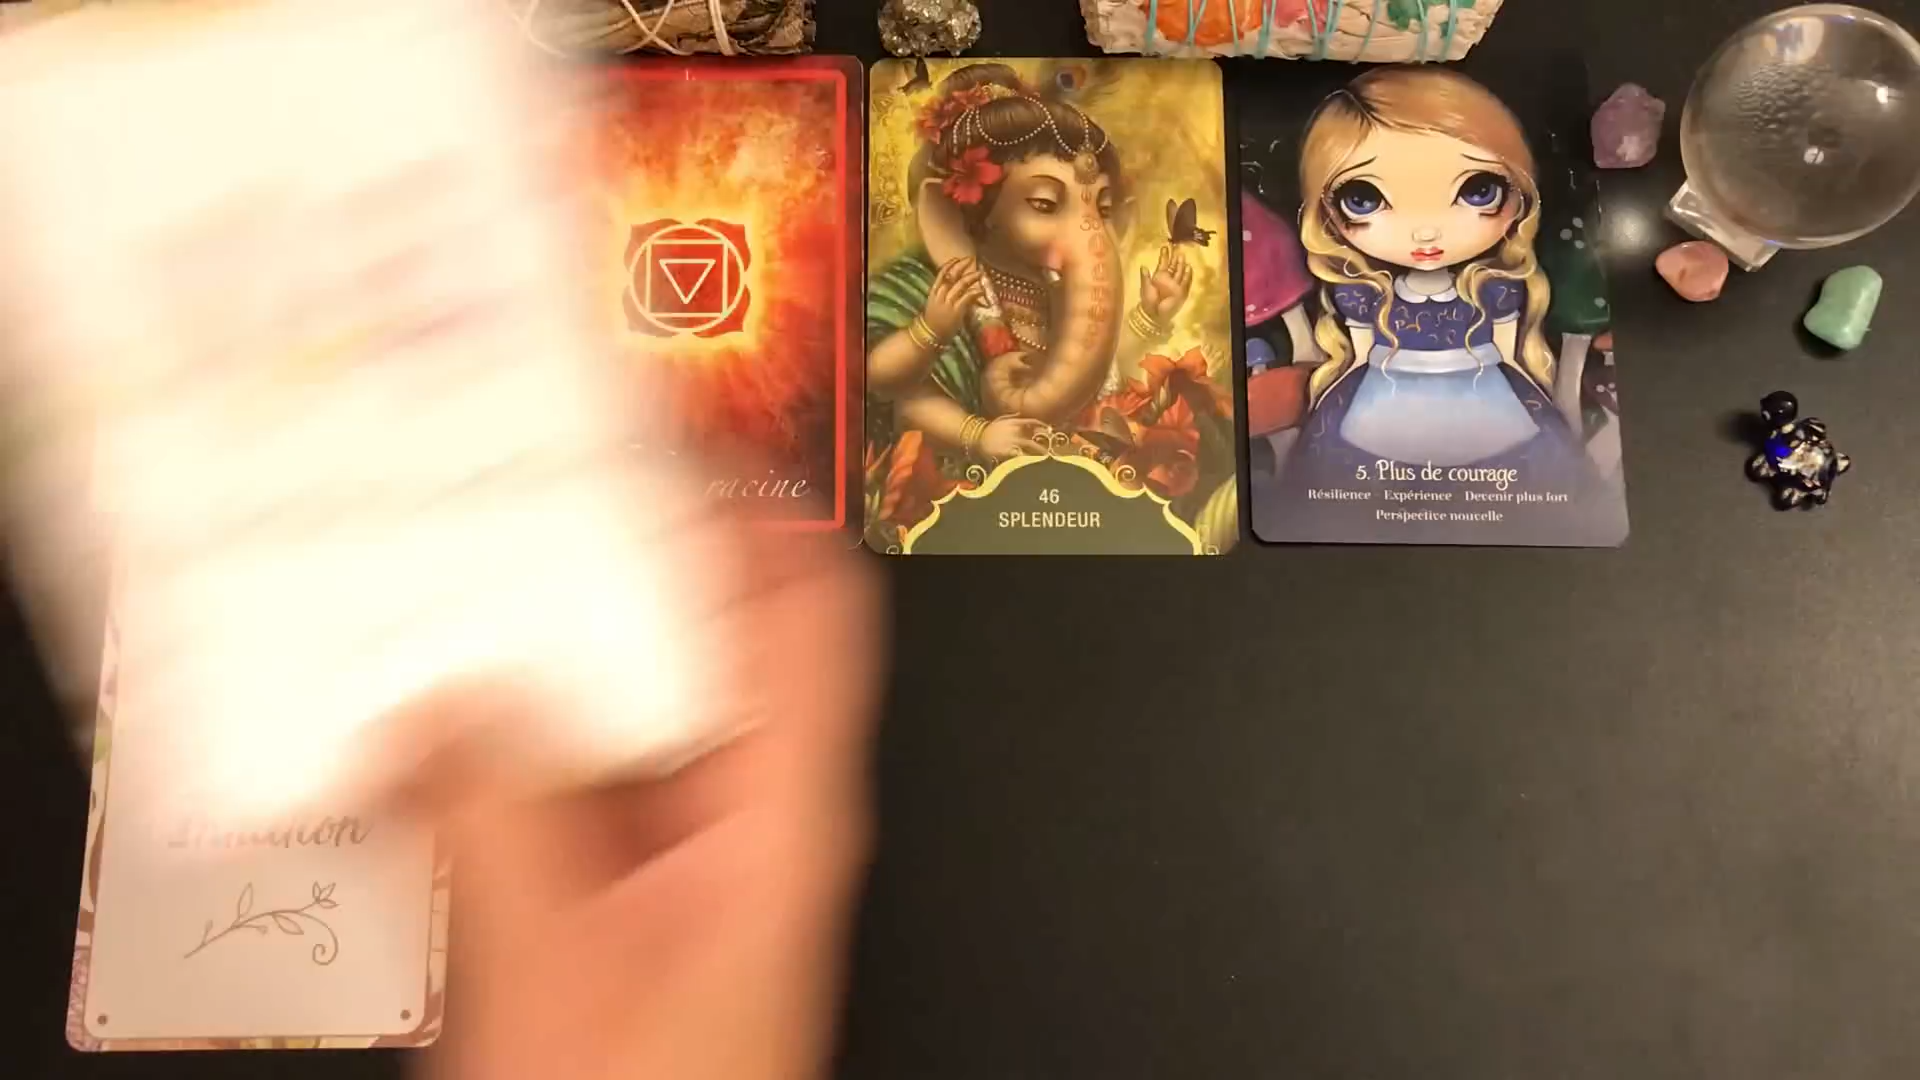 racine
46
SPLENDEUR
5. Plus de courage
Résilience - Expérience - Devenir plus fort
Perspective nouvelle